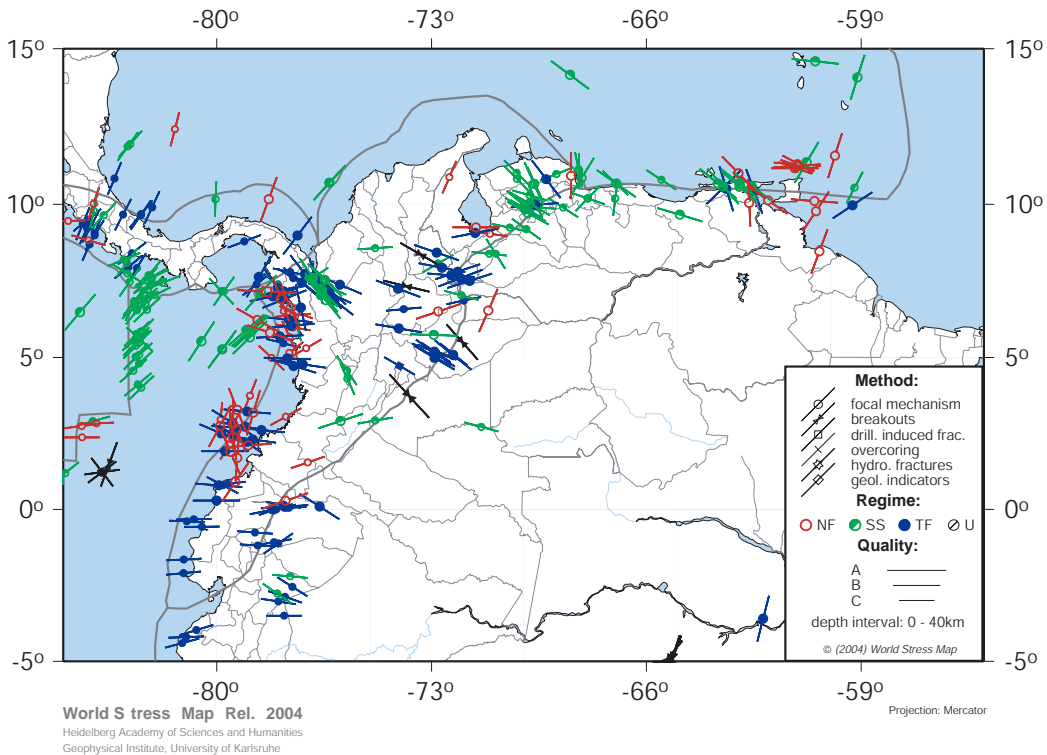 -80º -73º -66º -59º
15º 15º
10º 10º
5º 5º
0º 0º
-5º -5º
-80º -73º -66º -59º
Method:
focal mechanism
breakouts
drill. induced frac.
overcoring
hydro. fractures
geol. indicators
Regime:
NF SS TF U
Quality:
A
B
C
depth interval: 0 - 40km
© (2004) World Stress Map
World S tress Map Rel. 2004
Heidelberg Academy of Sciences and Humanities
Geophysical Institute, University of Karlsruhe
Projection: Mercator